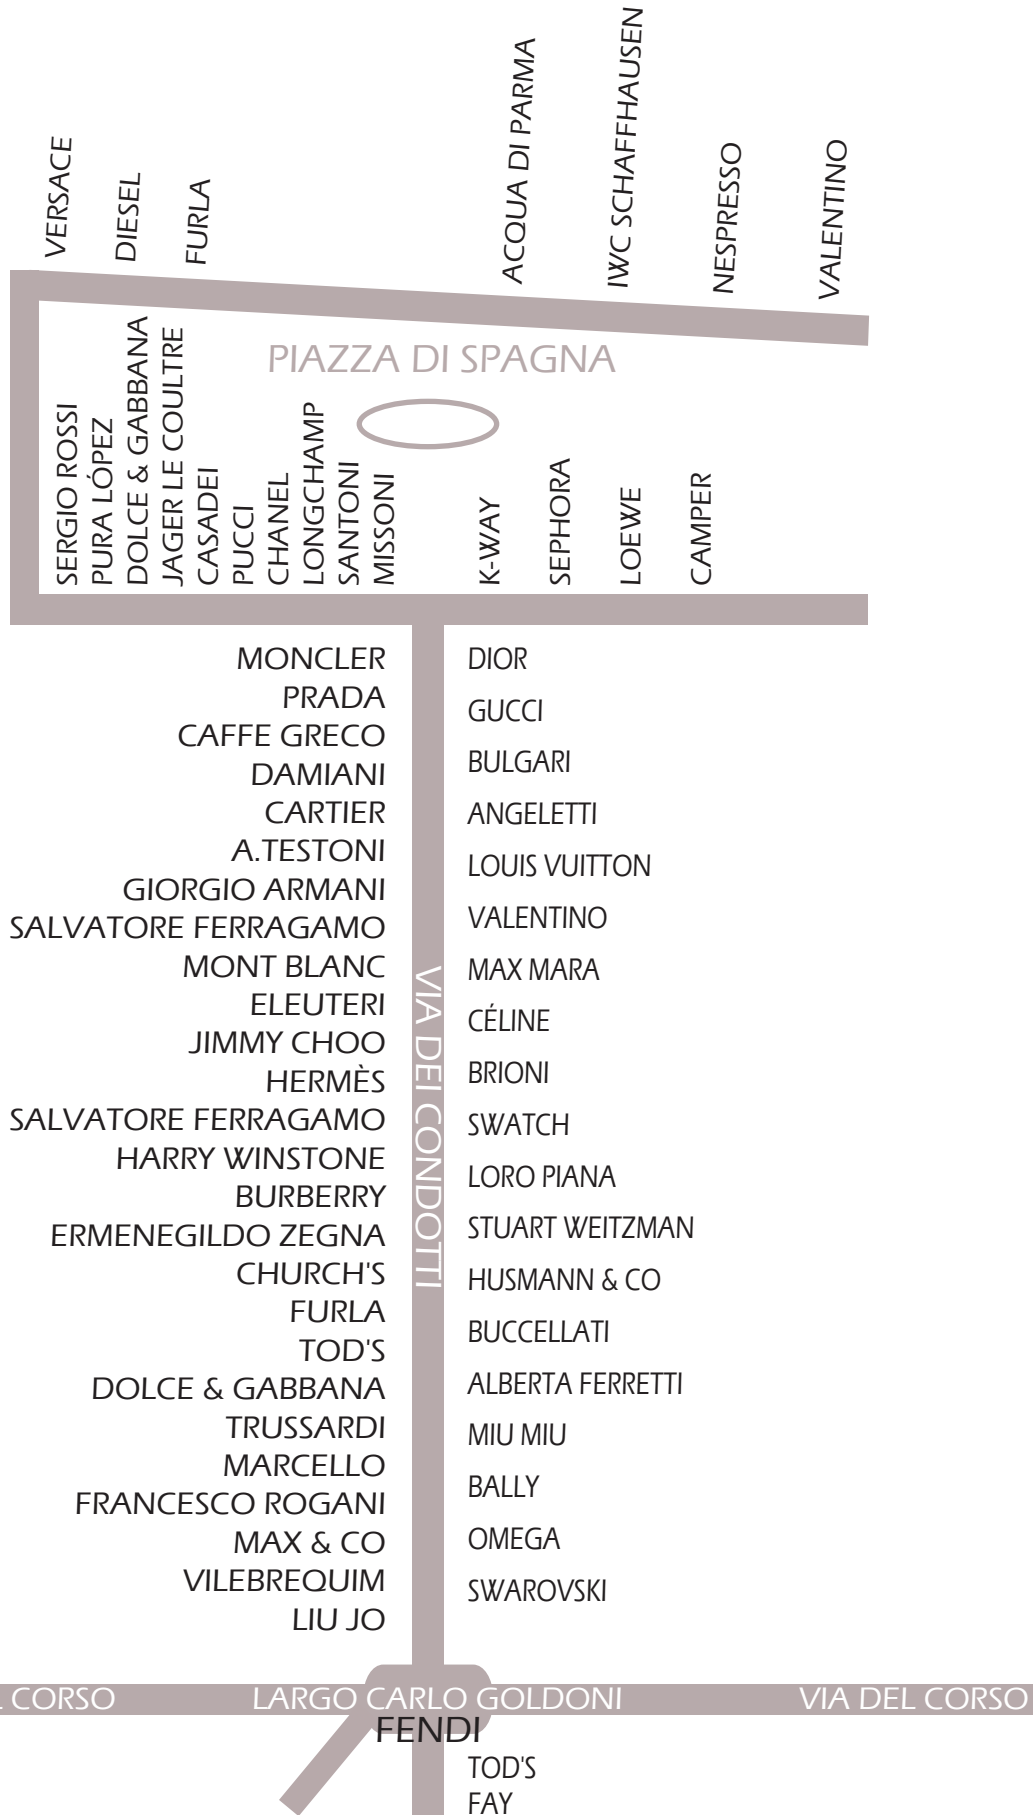 VERSACE
DIESEL
FURLA
ACQUA DI PARMA
IWC SCHAFFHAUSEN
NESPRESSO
VALENTINO
PIAZZA DI SPAGNA
SERGIO ROSSI
PURA LÓPEZ
DOLCE & GABBANA
JAGER LE COULTRE
CASADEI
PUCCI
CHANEL
LONGCHAMP
SANTONI
MISSONI
K-WAY
SEPHORA
LOEWE
CAMPER
MONCLER
PRADA
CAFFE GRECO
DAMIANI
CARTIER
A.TESTONI
GIORGIO ARMANI
SALVATORE FERRAGAMO
MONT BLANC
ELEUTERI
JIMMY CHOO
HERMÈS
SALVATORE FERRAGAMO
HARRY WINSTONE
BURBERRY
ERMENEGILDO ZEGNA
CHURCH'S
FURLA
TOD'S
DOLCE & GABBANA
TRUSSARDI
MARCELLO
FRANCESCO ROGANI
MAX & CO
VILEBREQUIM
LIU JO
VIA DEI CONDOTTI
DIOR
GUCCI
BULGARI
ANGELETTI
LOUIS VUITTON
VALENTINO
MAX MARA
CÉLINE
BRIONI
SWATCH
LORO PIANA
STUART WEITZMAN
HUSMANN & CO
BUCCELLATI
ALBERTA FERRETTI
MIU MIU
BALLY
OMEGA
SWAROVSKI
L CORSO
LARGO CARLO GOLDONI
VIA DEL CORSO
FENDI
TOD'S
FAY